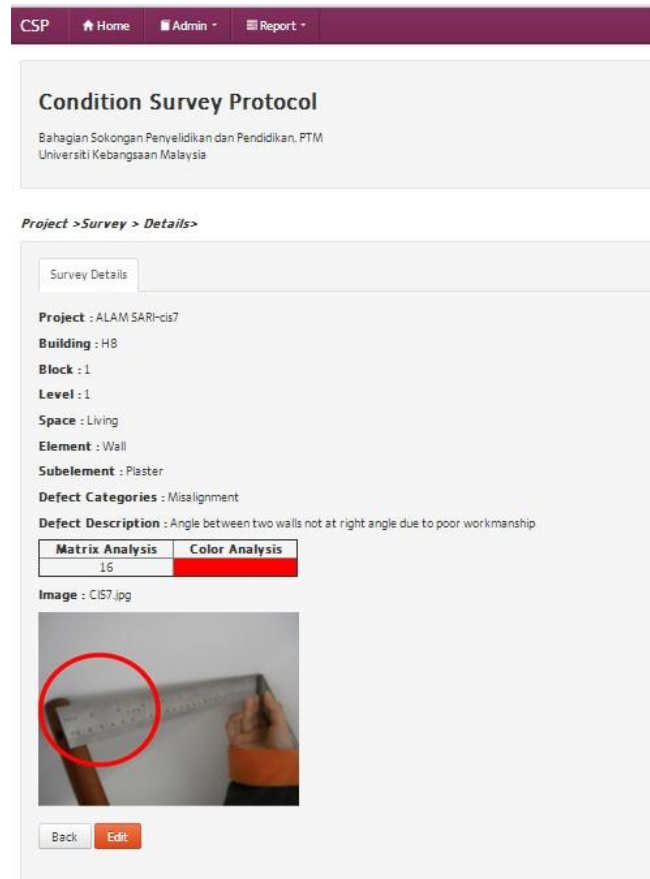 CSP Home Admin Report
Condition Survey Protocol
Bahagian Sokongan Penyelidikan dan Pendidikan, PTM
Universiti Kebangsaan Malaysia
Project >Survey > Details>
Survey Details
Project : ALAM SARI-cis7
Building : H8
Block : 1
Level : 1
Space : Living
Element : Wall
Subelement : Plaster
Defect Categories : Misalignment
Defect Description : Angle between two walls not at right angle due to poor workmanship
Matrix Analysis Color Analysis
16
Image : CIS7.jpg
Back Edit